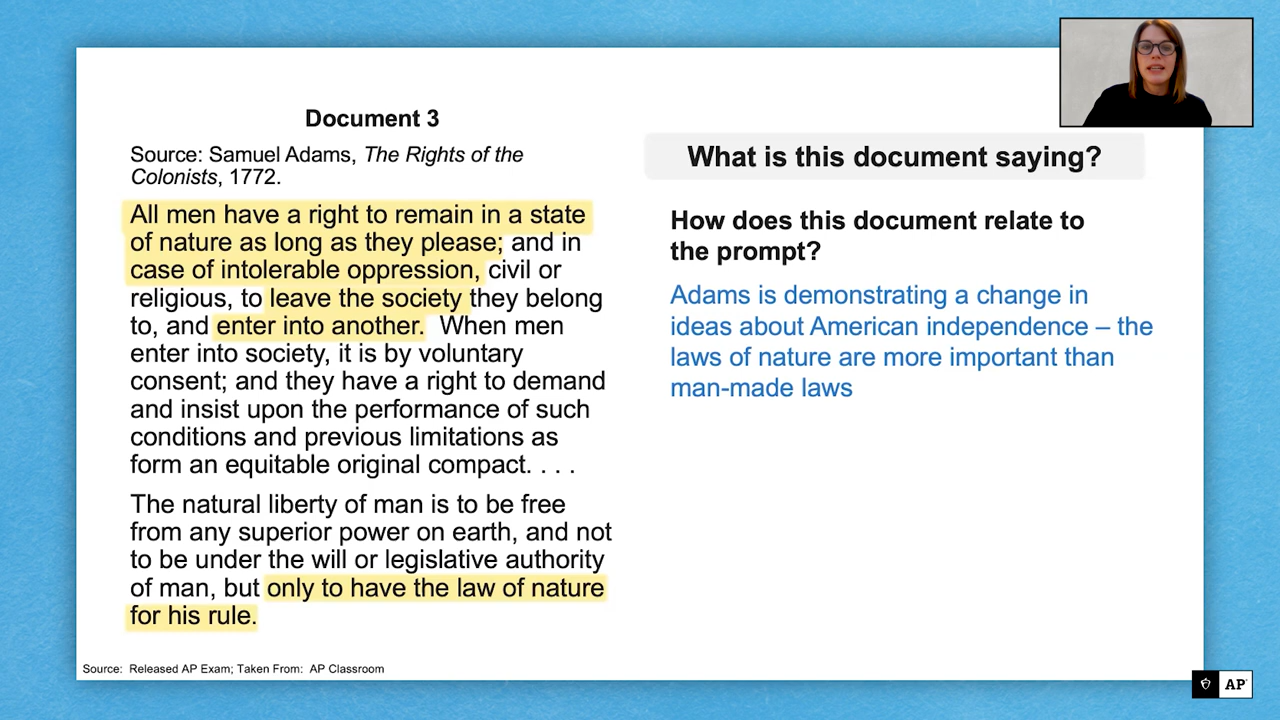 Document 3
Source: Samuel Adams, The Rights of the
Colonists, 1772.
All men have a right to remain in a state
of nature as long as they please; and in
case of intolerable oppression, civil or
religious, to leave the society they belong
to, and enter into another.  When men
enter into society, it is by voluntary
consent; and they have a right to demand
and insist upon the performance of such
conditions and previous limitations as
form an equitable original compact. . . .
The natural liberty of man is to be free
from any superior power on earth, and not
to be under the will or legislative authority
of man, but only to have the law of nature
for his rule.
What is this document saying?
How does this document relate to
the prompt?
Adams is demonstrating a change in
ideas about American independence – the
laws of nature are more important than
man-made laws
Source:  Released AP Exam; Taken From:  AP Classroom
AP